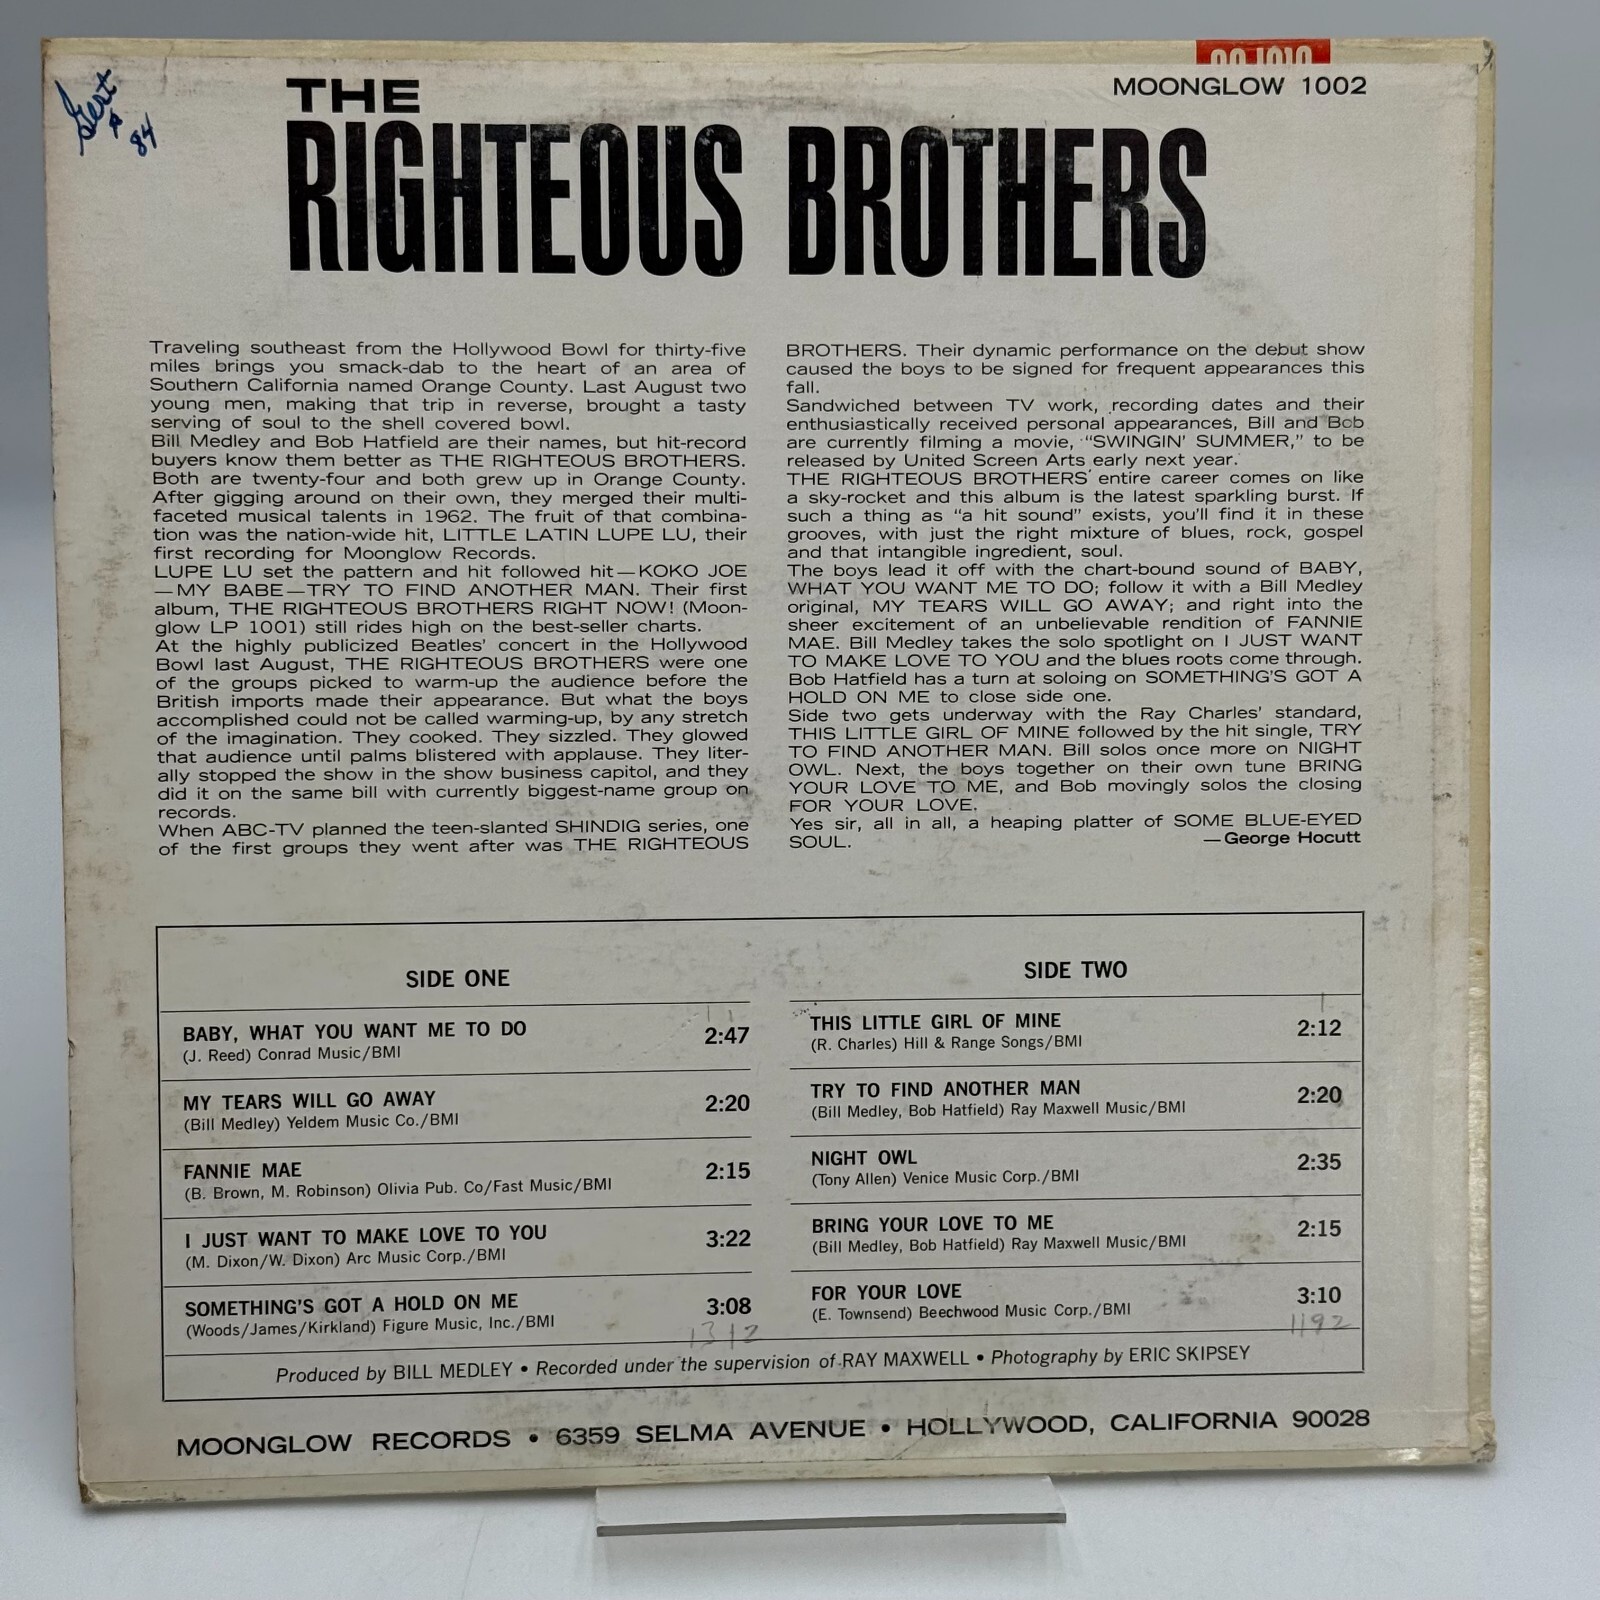 Gert
84
MOONGLOW 1002
THE
RIGHTEOUS BROTHERS
Traveling southeast from the Hollywood Bowl for thirty-five
miles brings you smack-dab to the heart of an area of
Southern California named Orange County. Last August two
young men, making that trip in reverse, brought a tasty
serving of soul to the shell covered bowl.
Bill Medley and Bob Hatfield are their names, but hit-record
buyers know them better as THE RIGHTEOUS BROTHERS.
Both are twenty-four and both grew up in Orange County.
After gigging around on their own, they merged their multi-
faceted musical talents in 1962. The fruit of that combina-
tion was the nation-wide hit, LITTLE LATIN LUPE LU, their
first recording for Moonglow Records.
LUPE LU set the pattern and hit followed hit—KOKO JOE
—MY BABE—TRY TO FIND ANOTHER MAN. Their first
album, THE RIGHTEOUS BROTHERS RIGHT NOW! (Moon-
glow LP 1001) still rides high on the best-seller charts.
At the highly publicized Beatles' concert in the Hollywood
Bowl last August, THE RIGHTEOUS BROTHERS were one
of the groups picked to warm-up the audience before the
British imports made their appearance. But what the boys
accomplished could not be called warming-up, by any stretch
of the imagination. They cooked. They sizzled. They glowed
that audience until palms blistered with applause. They liter-
ally stopped the show in the show business capitol, and they
did it on the same bill with currently biggest-name group on
records.
When ABC-TV planned the teen-slanted SHINDIG series, one
of the first groups they went after was THE RIGHTEOUS
BROTHERS. Their dynamic performance on the debut show
caused the boys to be signed for frequent appearances this
fall.
Sandwiched between TV work, recording dates and their
enthusiastically received personal appearances, Bill and Bob
are currently filming a movie, "SWINGIN' SUMMER," to be
released by United Screen Arts early next year.
THE RIGHTEOUS BROTHERS' entire career comes on like
a sky-rocket and this album is the latest sparkling burst. If
such a thing as "a hit sound" exists, you'll find it in these
grooves, with just the right mixture of blues, rock, gospel
and that intangible ingredient, soul.
The boys lead it off with the chart-bound sound of BABY,
WHAT YOU WANT ME TO DO; follow it with a Bill Medley
original, MY TEARS WILL GO AWAY; and right into the
sheer excitement of an unbelievable rendition of FANNIE
MAE. Bill Medley takes the solo spotlight on I JUST WANT
TO MAKE LOVE TO YOU and the blues roots come through.
Bob Hatfield has a turn at soloing on SOMETHING'S GOT A
HOLD ON ME to close side one.
Side two gets underway with the Ray Charles' standard,
THIS LITTLE GIRL OF MINE followed by the hit single, TRY
TO FIND ANOTHER MAN. Bill solos once more on NIGHT
OWL. Next, the boys together on their own tune BRING
YOUR LOVE TO ME, and Bob movingly solos the closing
FOR YOUR LOVE.
Yes sir, all in all, a heaping platter of SOME BLUE-EYED
SOUL.
—George Hocutt
SIDE ONE
BABY, WHAT YOU WANT ME TO DO 2:47
(J. Reed) Conrad Music/BMI
MY TEARS WILL GO AWAY 2:20
(Bill Medley) Yeldem Music Co./BMI
FANNIE MAE 2:15
(B. Brown, M. Robinson) Olivia Pub. Co/Fast Music/BMI
I JUST WANT TO MAKE LOVE TO YOU 3:22
(M. Dixon/W. Dixon) Arc Music Corp./BMI
SOMETHING'S GOT A HOLD ON ME 3:08
(Woods/James/Kirkland) Figure Music, Inc./BMI
1312
SIDE TWO
THIS LITTLE GIRL OF MINE 2:12
(R. Charles) Hill & Range Songs/BMI
TRY TO FIND ANOTHER MAN 2:20
(Bill Medley, Bob Hatfield) Ray Maxwell Music/BMI
NIGHT OWL 2:35
(Tony Allen) Venice Music Corp./BMI
BRING YOUR LOVE TO ME 2:15
(Bill Medley, Bob Hatfield) Ray Maxwell Music/BMI
FOR YOUR LOVE 3:10
(E. Townsend) Beechwood Music Corp./BMI
1192
Produced by BILL MEDLEY • Recorded under the supervision of RAY MAXWELL • Photography by ERIC SKIPSEY
MOONGLOW RECORDS • 6359 SELMA AVENUE • HOLLYWOOD, CALIFORNIA 90028